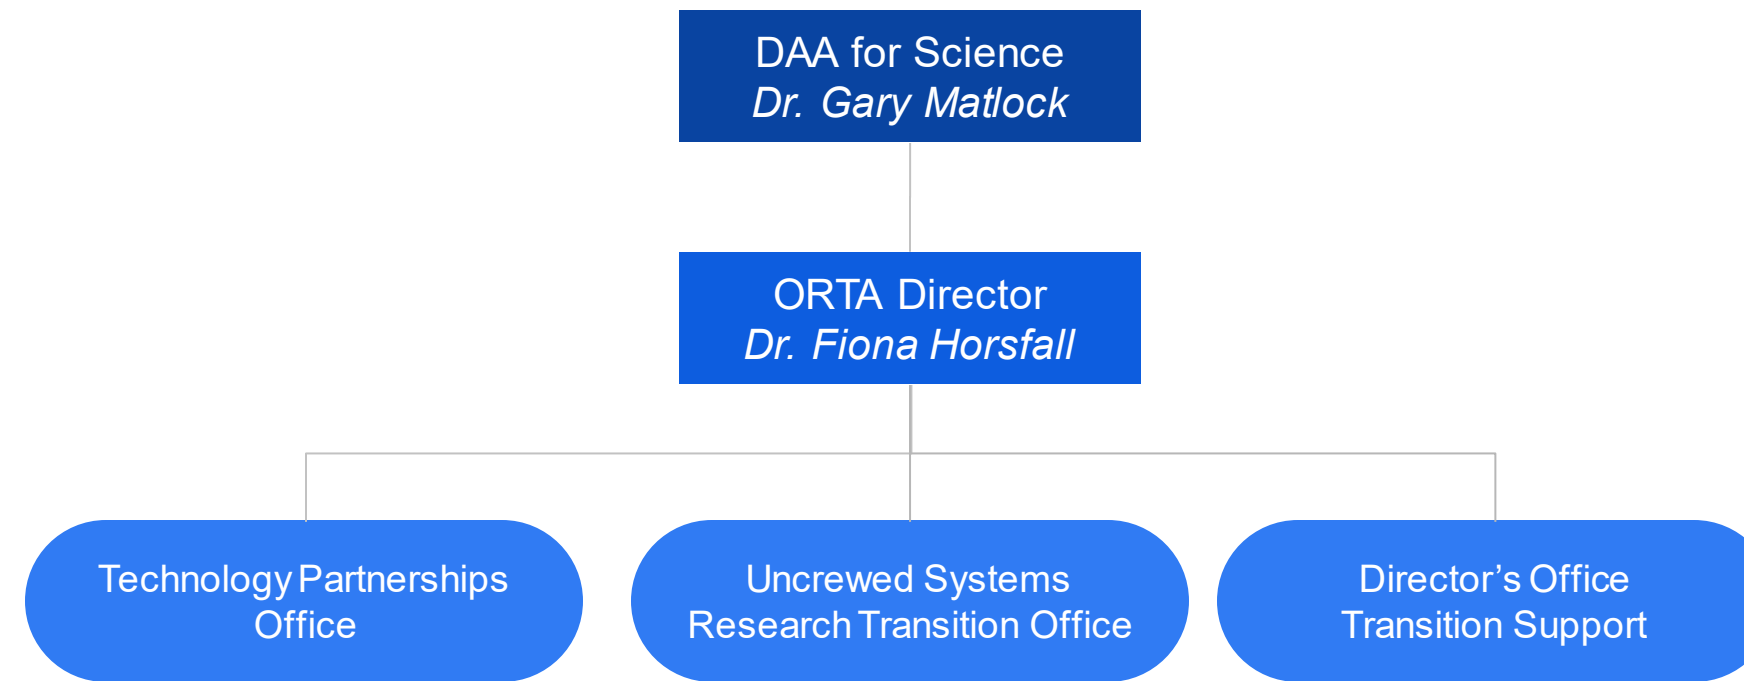 DAA for Science
Dr. Gary Matlock
ORTA Director
Dr. Fiona Horsfall
Technology Partnerships
Office
Uncrewed Systems
Research Transition Office
Director’s Office
Transition Support